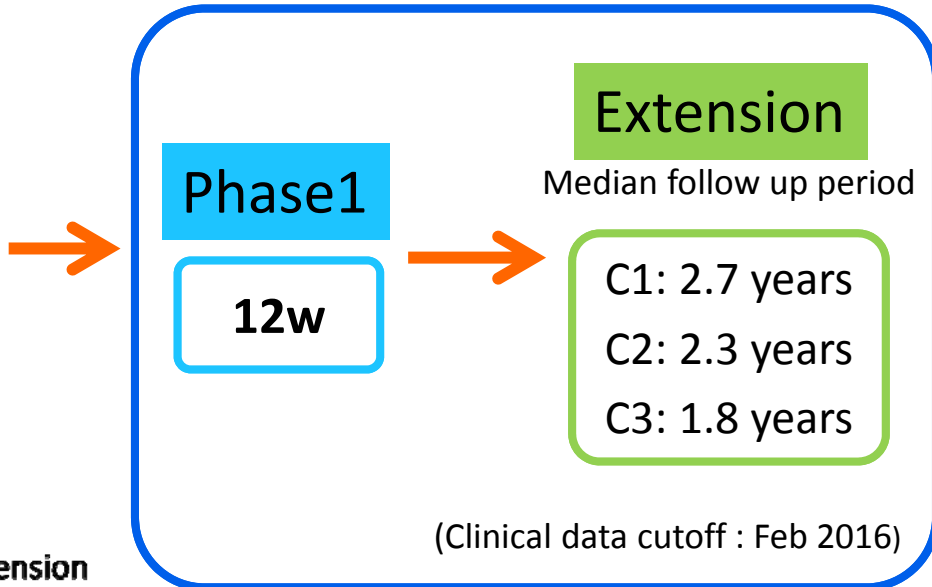 Extension
Median follow up period
Phase1
12w
C1: 2.7 years
C2: 2.3 years
C3: 1.8 years
(Clinical data cutoff : Feb 2016)
ension